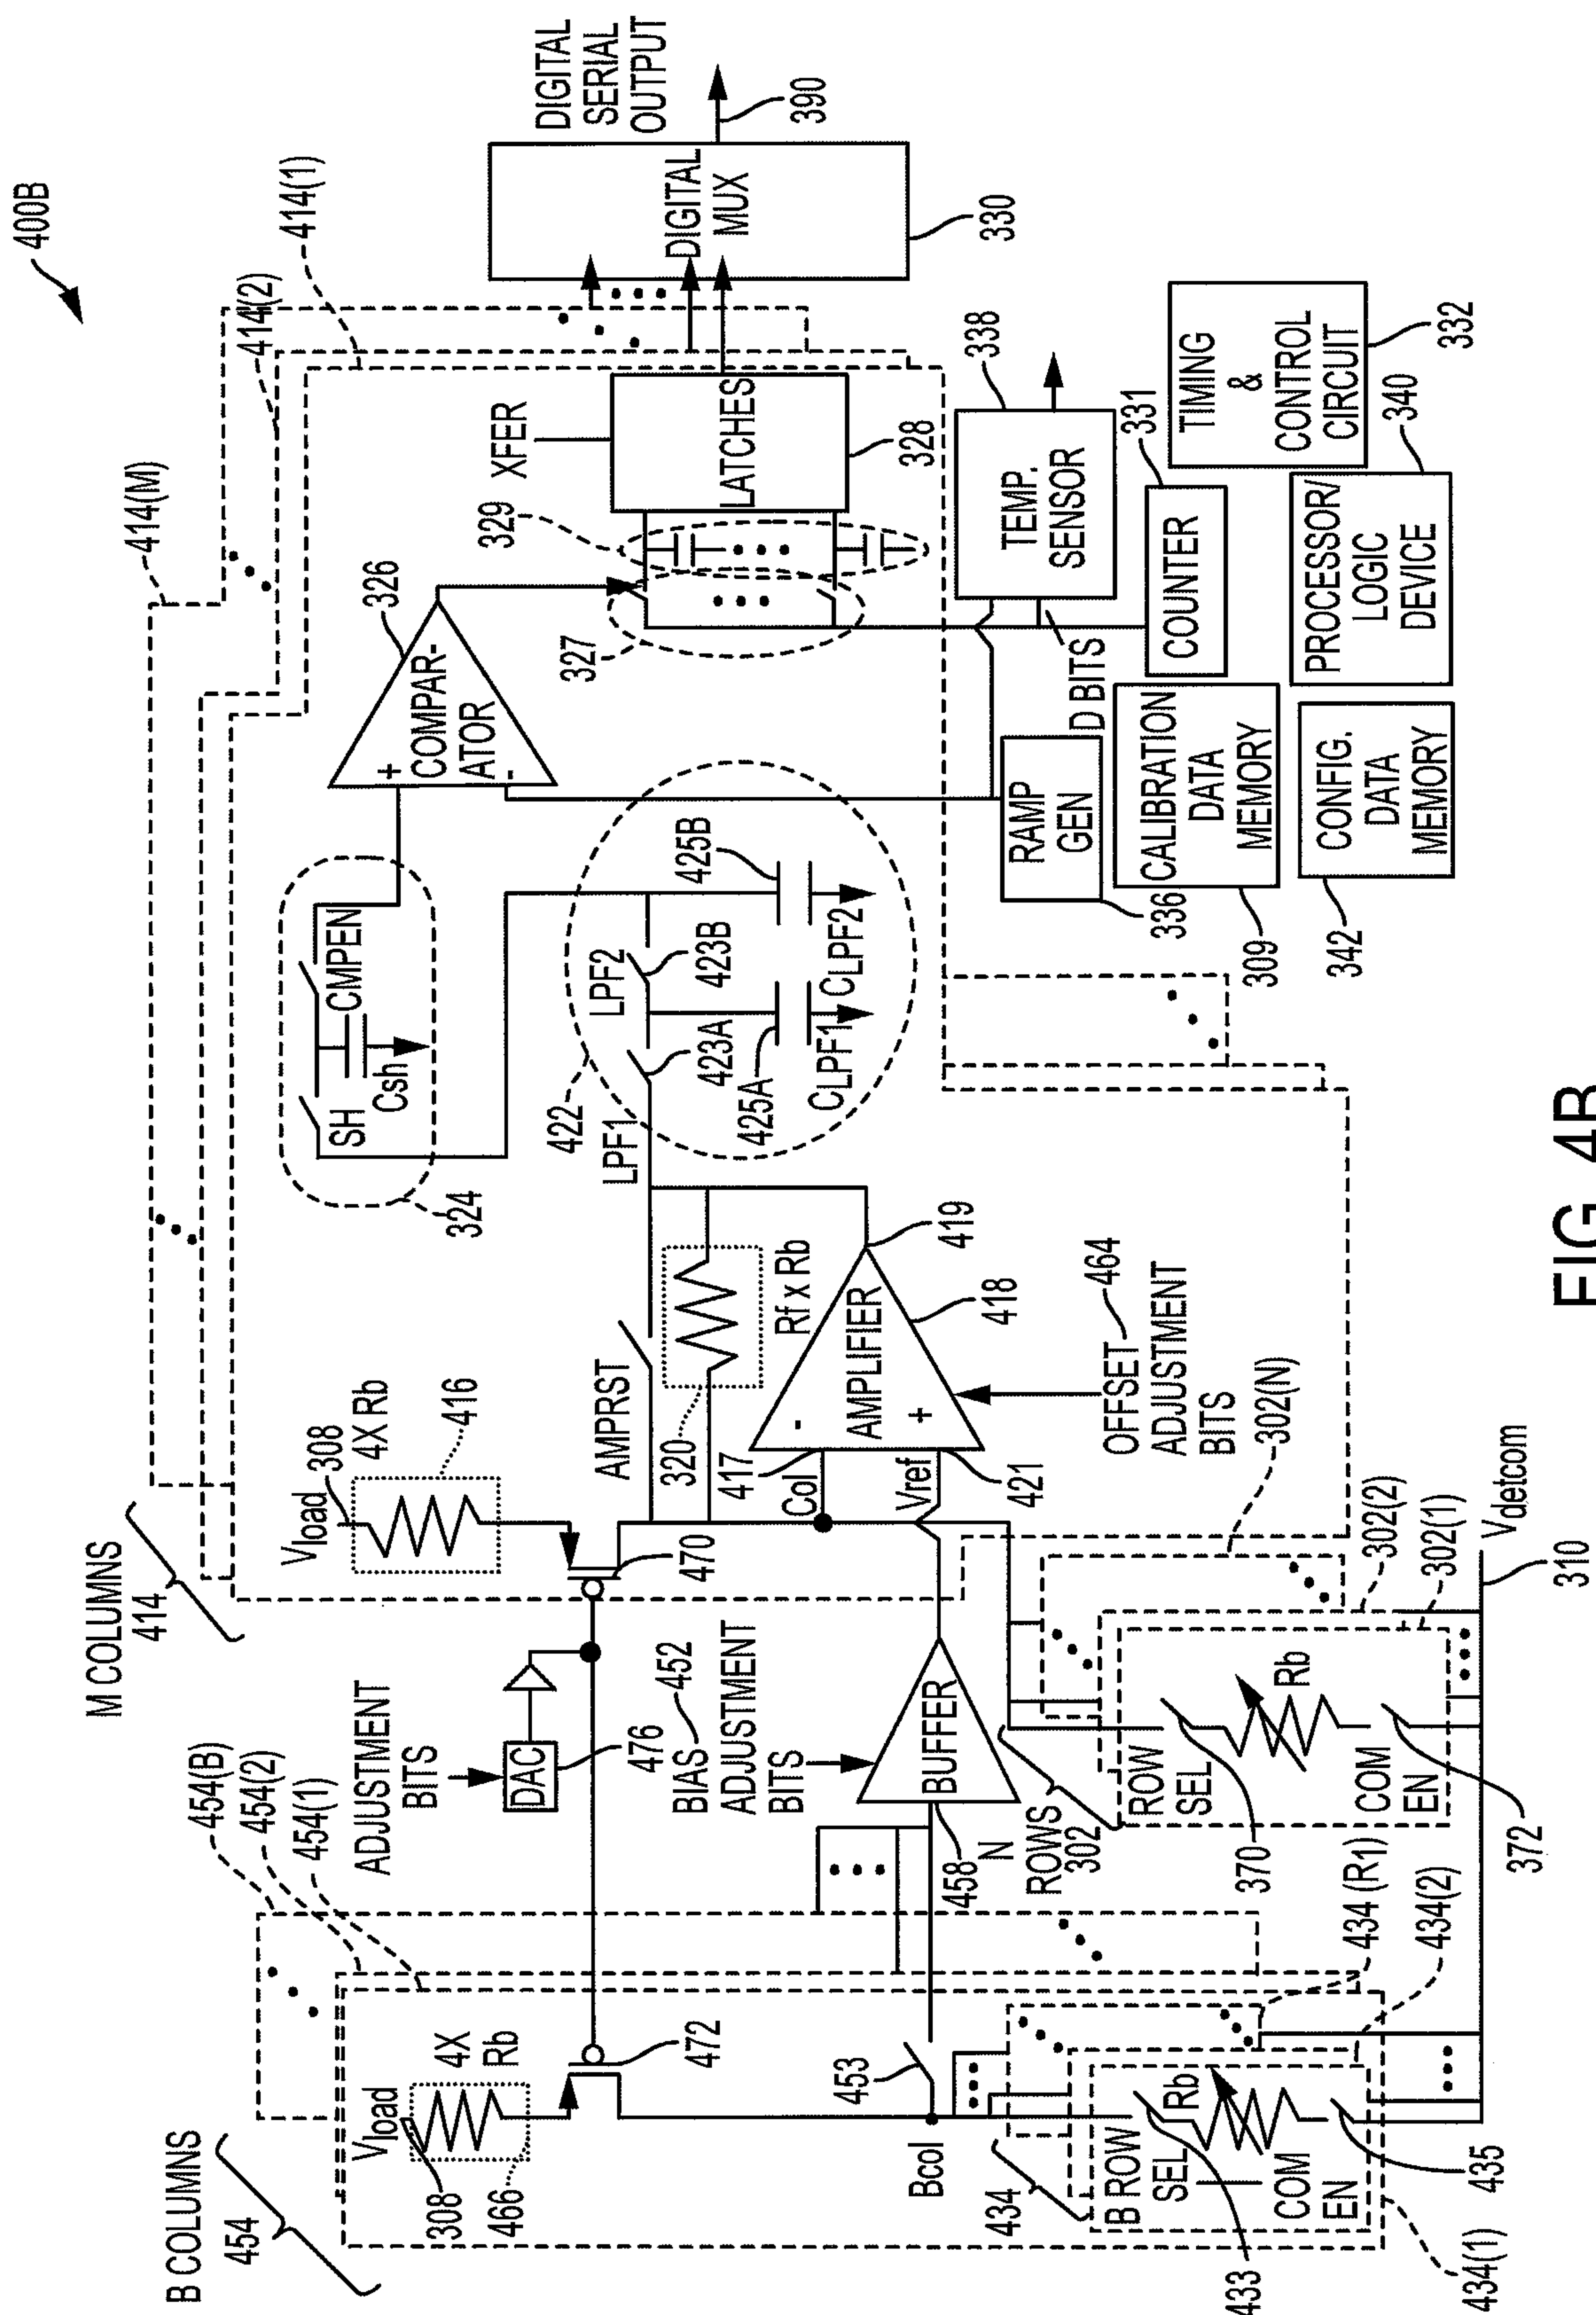 400B
M COLUMNS
414
414(M)
414(2)
414(1)
B COLUMNS
454
454(B)
454(2)
454(1)
ADJUSTMENT
BITS
DAC
476
Vload
308
4X Rb
416
470
Vload
308
4X
Rb
466
472
BIAS
ADJUSTMENT
BITS
452
BUFFER
458
453
Bcol
AMPRST
320
Rf x Rb
417
Col
Vref
421
-
AMPLIFIER
+
419
418
464
OFFSET
ADJUSTMENT
BITS
324
SH
Csh
CMPEN
422
LPF1
LPF2
423A
423B
425A
425B
CLPF1
CLPF2
326
+
COMPAR-
ATOR
-
327
329
XFER
LATCHES
328
DIGITAL
MUX
330
DIGITAL
SERIAL
OUTPUT
390
N
ROWS
302
302(N)
302(2)
302(1)
ROW
SEL
Rb
COM
EN
370
372
Vdetcom
310
434
434 (R1)
434(2)
434(1)
B ROW
SEL
Rb
COM
EN
433
435
RAMP
GEN
336
D BITS
TEMP.
SENSOR
338
COUNTER
331
TIMING
&
CONTROL
CIRCUIT
332
CALIBRATION
DATA
MEMORY
309
PROCESSOR/
LOGIC
DEVICE
340
CONFIG.
DATA
MEMORY
342
FIG. 4B